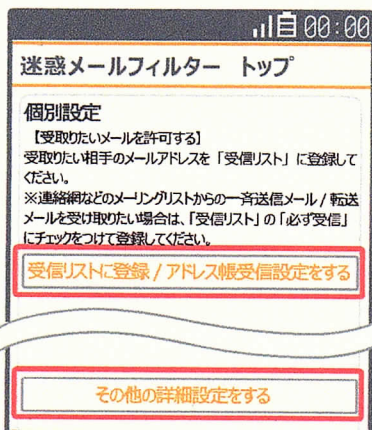 00:00
迷惑メールフィルター トップ
個別設定
【受取りたいメールを許可する】
受取りたい相手のメールアドレスを「受信リスト」に登録して
ください。
※連絡網などのメーリングリストからの一斉送信メール / 転送
メールを受け取りたい場合は、「受信リスト」の「必ず受信」
にチェックをつけて登録してください。
受信リストに登録 / アドレス帳受信設定をする
その他の詳細設定をする